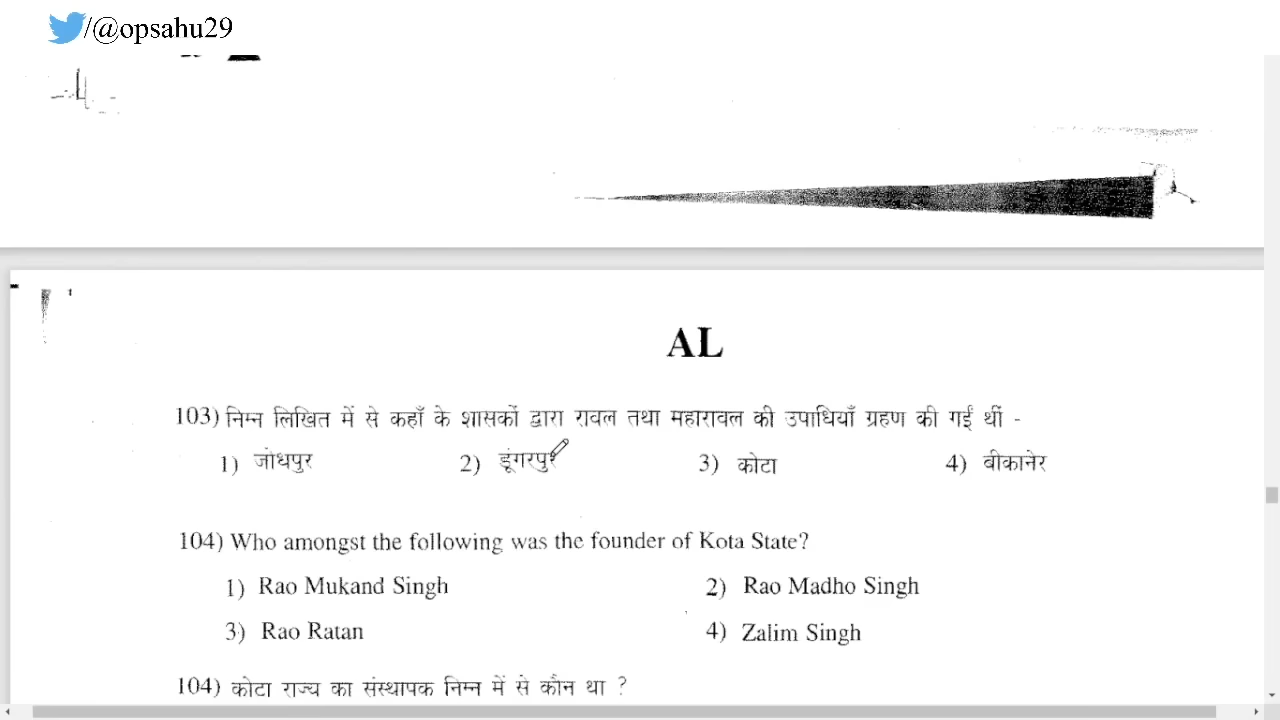 /@opsahu29
AL
103) निम्न लिखित में से कहाँ के शासकों द्वारा रावल तथा महारावल की उपाधियाँ ग्रहण की गईं थीं -
1) जोधपुर 2) डूंगरपुर 3) कोटा 4) बीकानेर
104) Who amongst the following was the founder of Kota State?
1) Rao Mukand Singh 2) Rao Madho Singh
3) Rao Ratan 4) Zalim Singh
104) कोटा राज्य का संस्थापक निम्न में से कौन था ?